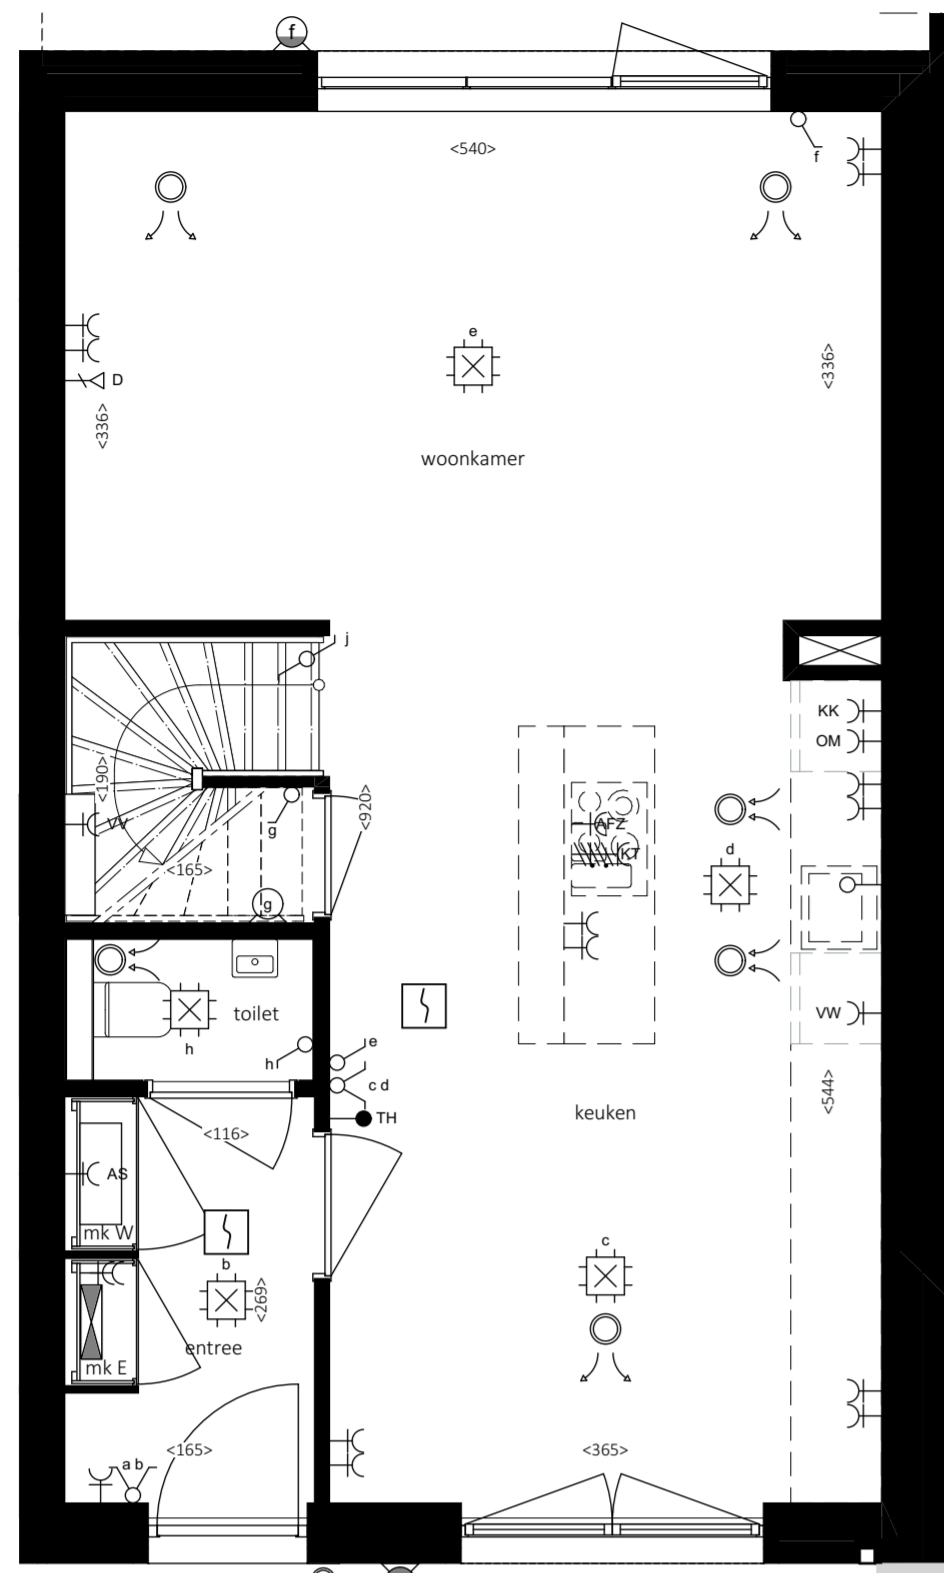 f
<540>
f
e
D
<336>
<336>
woonkamer
j
KK
OM
<190>
<920>
g
VV
AFZ
KT
d
<165>
g
toilet
VW
h
h
e
c d
TH
<544>
keuken
<116>
AS
mk W
c
b
<269>
entree
mk E
<165>
<365>
a b